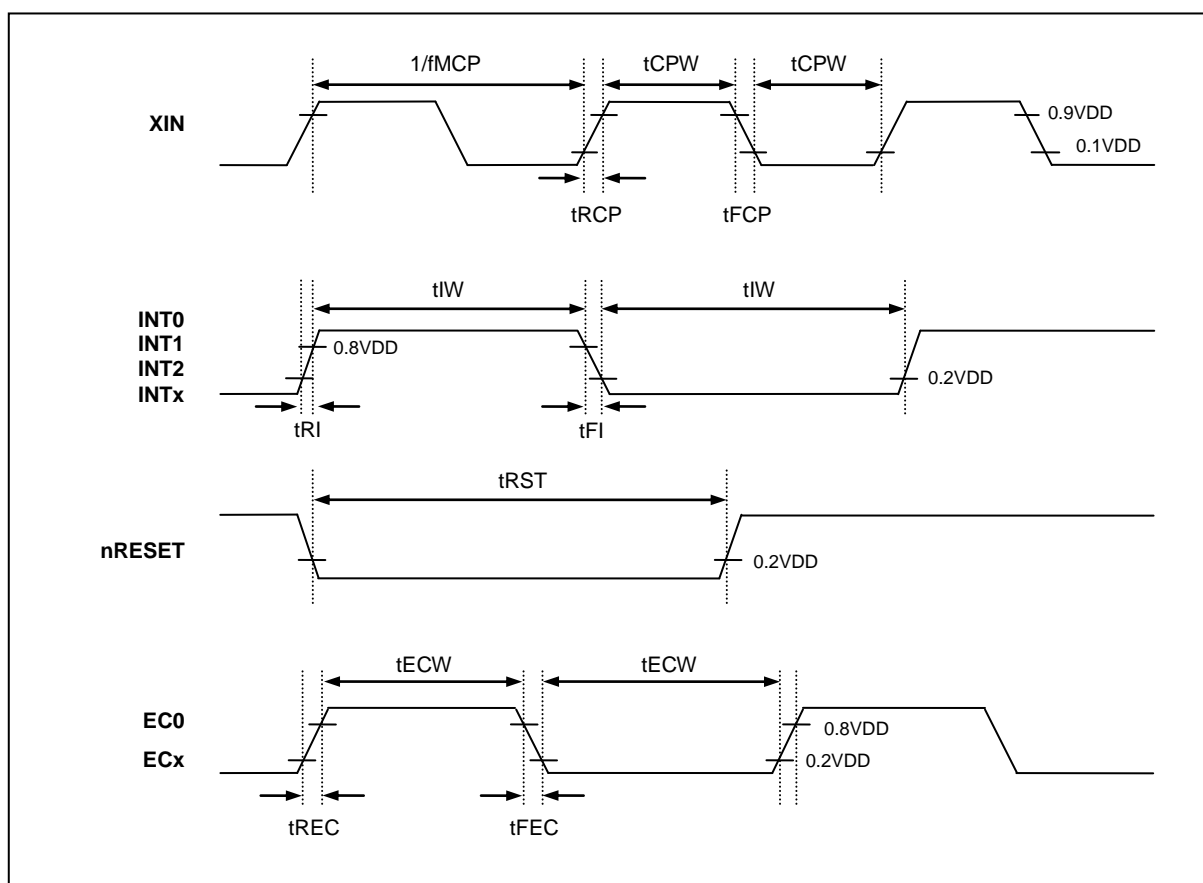 1/fMCP
tCPW
tCPW
XIN
0.9VDD
0.1VDD
tRCP
tFCP
tIW
tIW
INT0
INT1
INT2
INTx
0.8VDD
0.2VDD
tRI
tFI
tRST
nRESET
0.2VDD
tECW
tECW
EC0
ECx
0.8VDD
0.2VDD
tREC
tFEC